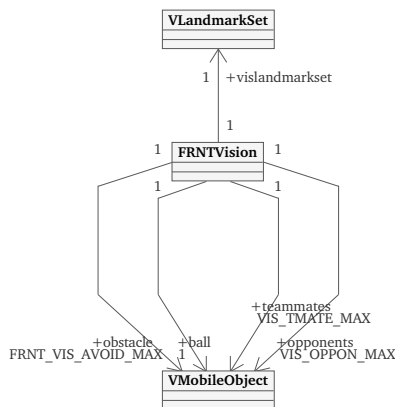 VLandmarkSet
1 +vislandmarkset
1
1 FRNTVision 1
1 1
+teammates
VIS_TMATE_MAX
+obstacle +ball +opponents
FRNT_VIS_AVOID_MAX 1 VIS_OPPON_MAX
VMobileObject